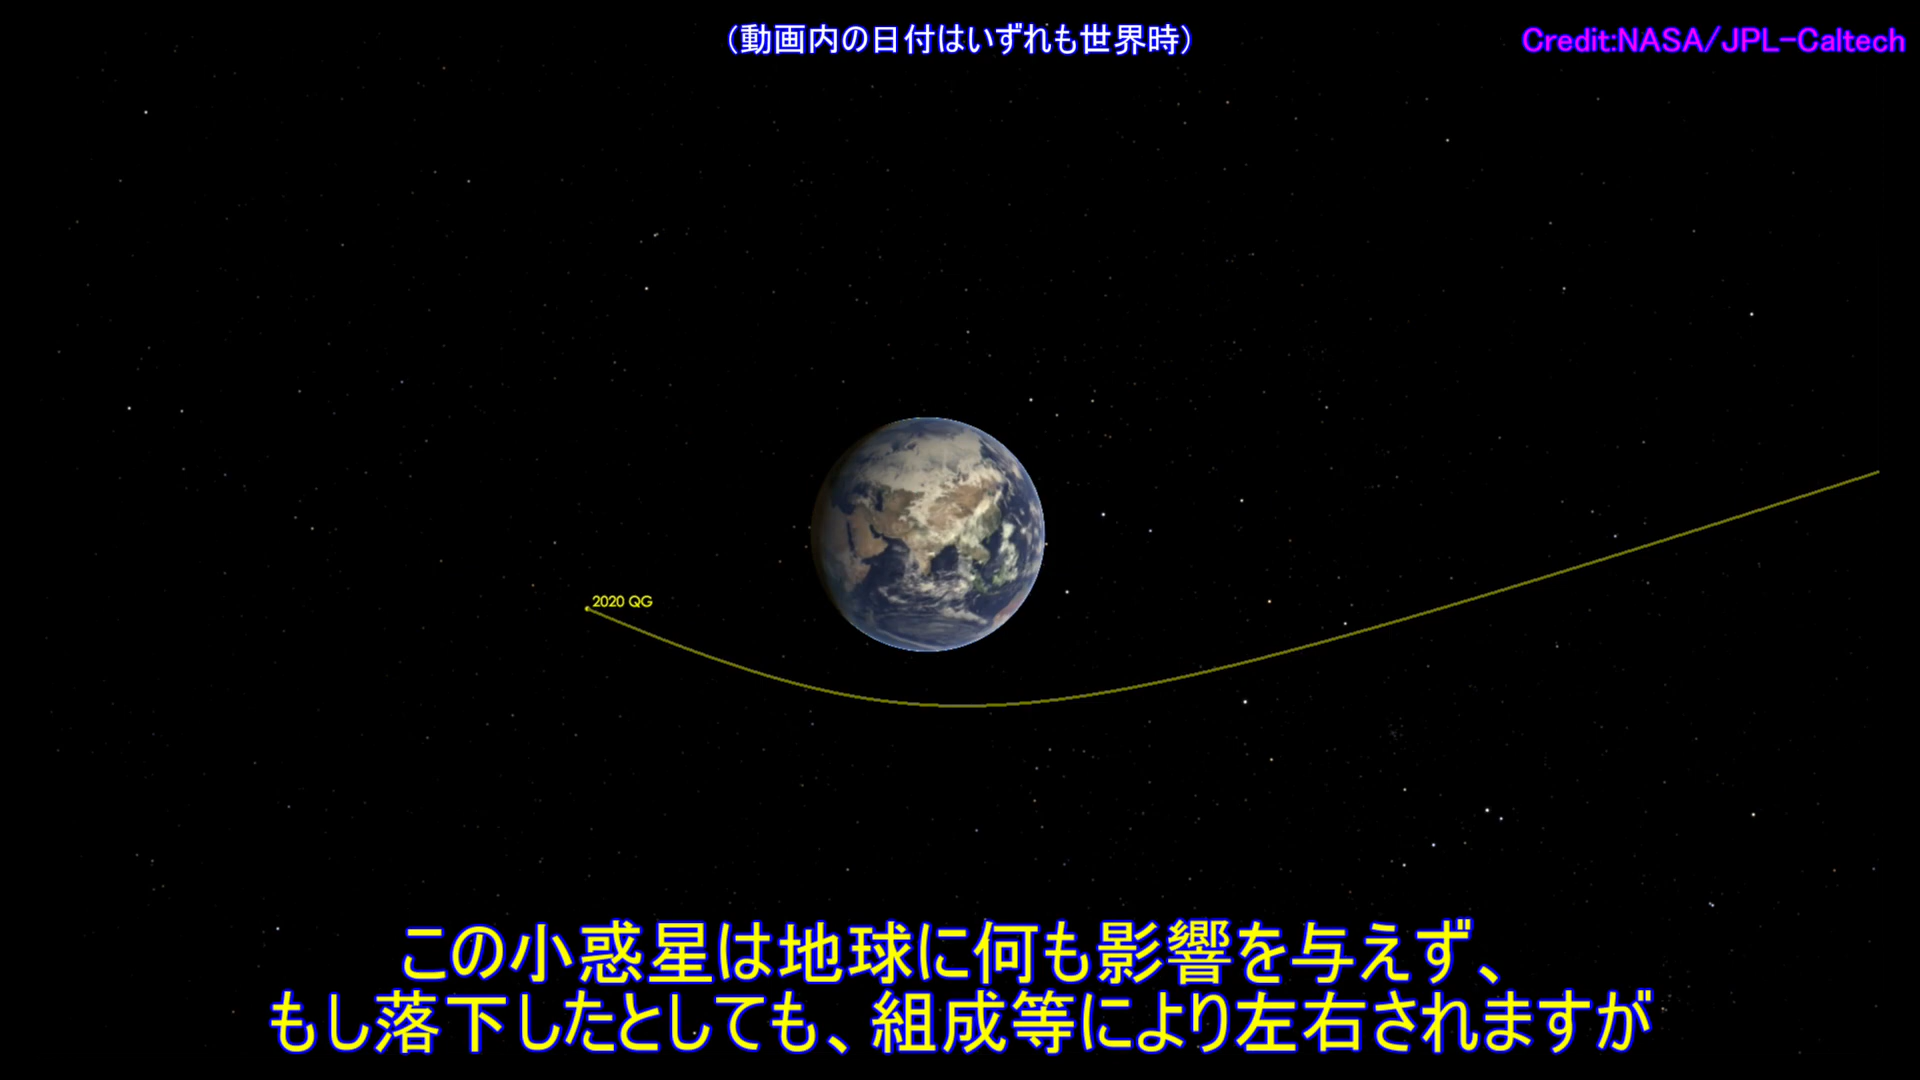 （動画内の日付はいずれも世界時）
Credit:NASA/JPL-Caltech
2020 QG
この小惑星は地球に何も影響を与えず、
もし落下したとしても、組成等により左右されますが